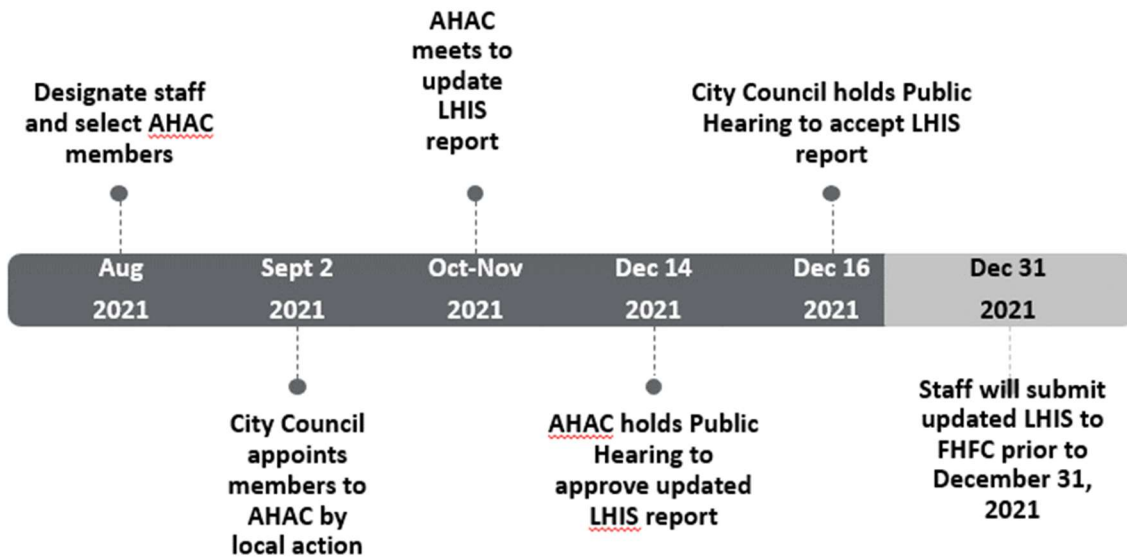 AHAC
meets to
update
LHIS
report
Designate staff
and select AHAC
members
City Council holds Public
Hearing to accept LHIS
report
Aug
2021
Sept 2
2021
Oct-Nov
2021
Dec 14
2021
Dec 16
2021
Dec 31
2021
City Council
appoints
members to
AHAC by
local action
AHAC holds Public
Hearing to
approve updated
LHIS report
Staff will submit
updated LHIS to
FHFC prior to
December 31,
2021